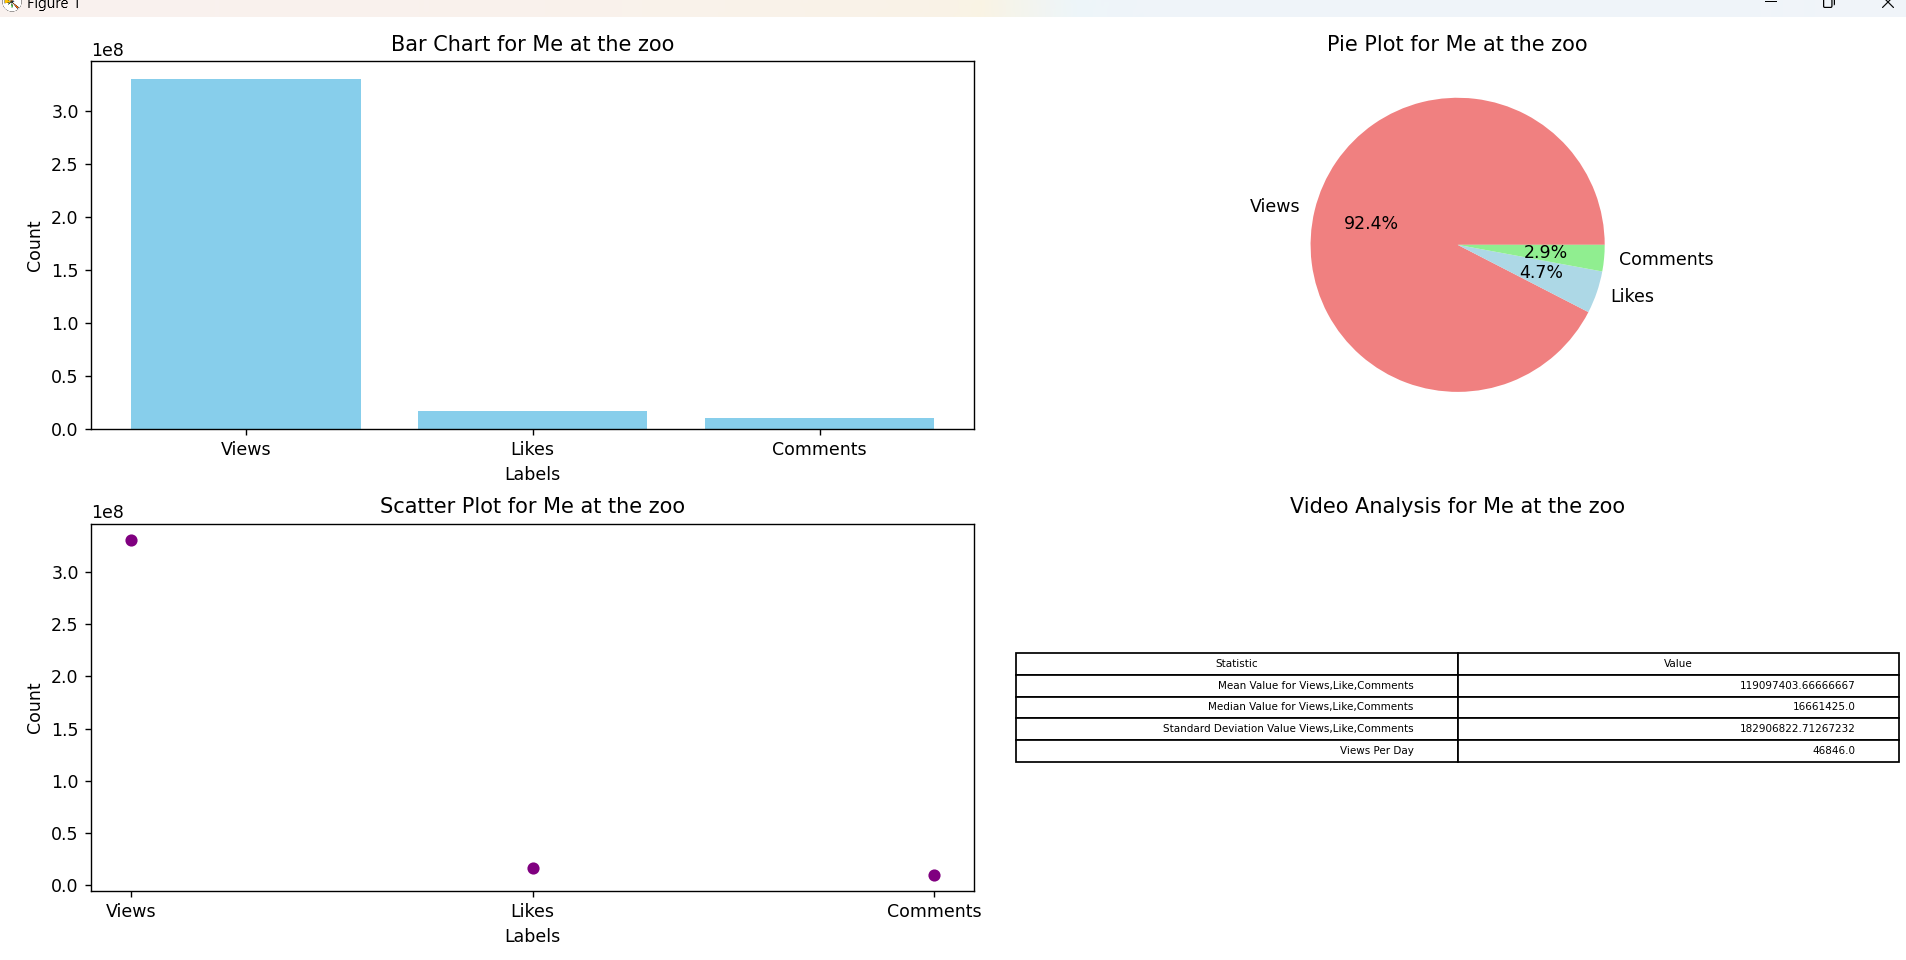 Figure 1
Bar Chart for Me at the zoo
1e8
3.0
2.5
2.0
1.5
1.0
0.5
0.0
Count
Views
Likes
Comments
Labels
Pie Plot for Me at the zoo
Views
92.4%
2.9%
4.7%
Comments
Likes
Scatter Plot for Me at the zoo
1e8
3.0
2.5
2.0
1.5
1.0
0.5
0.0
Count
Views
Likes
Comments
Labels
Video Analysis for Me at the zoo
Statistic Value
Mean Value for Views,Like,Comments 119097403.66666667
Median Value for Views,Like,Comments 16661425.0
Standard Deviation Value Views,Like,Comments 182906822.71267232
Views Per Day 46846.0